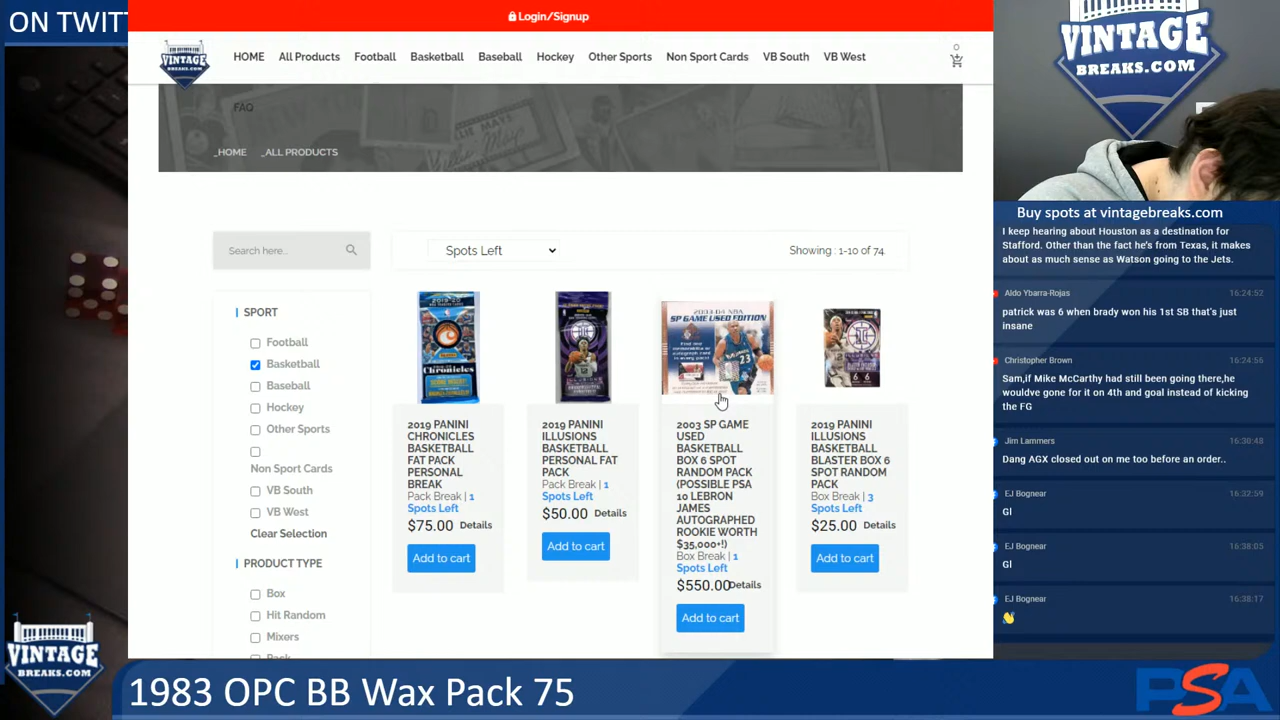 ON TWIT
Login/Signup
HOME All Products Football Basketball Baseball Hockey Other Sports Non Sport Cards VB South VB West
0
FAQ
_HOME _ALL PRODUCTS
Search here...
Spots Left
Showing : 1-10 of 74.
SPORT
Football
Basketball
Baseball
Hockey
Other Sports
Non Sport Cards
VB South
VB West
Clear Selection
PRODUCT TYPE
Box
Hit Random
Mixers
2019 PANINI
CHRONICLES
BASKETBALL
FAT PACK
PERSONAL
BREAK
Pack Break | 1
Spots Left
$75.00 Details
Add to cart
2019 PANINI
ILLUSIONS
BASKETBALL
PERSONAL FAT
PACK
Pack Break | 1
Spots Left
$50.00 Details
Add to cart
2003-04 NBA
SP GAME USED EDITION
2003 SP GAME
USED
BASKETBALL
BOX 6 SPOT
RANDOM PACK
(POSSIBLE PSA
10 LEBRON
JAMES
AUTOGRAPHED
ROOKIE WORTH
$35,000+!)
Box Break | 1
Spots Left
$550.00 Details
Add to cart
2019 PANINI
ILLUSIONS
BASKETBALL
BLASTER BOX 6
SPOT RANDOM
PACK
Box Break | 3
Spots Left
$25.00 Details
Add to cart
VINTAGE
BREAKS.COM
Buy spots at vintagebreaks.com
I keep hearing about Houston as a destination for
Stafford. Other than the fact he's from Texas, it makes
about as much sense as Watson going to the Jets.
Aldo Ybarra-Rojas 16:24:52
patrick was 6 when brady won his 1st SB that's just
insane
Christopher Brown 16:24:56
Sam,if Mike McCarthy had still been going there,he
wouldve gone for it on 4th and goal instead of kicking
the FG
Jim Lammers 16:30:48
Dang AGX closed out on me too before an order..
EJ Bognear 16:32:59
Gl
EJ Bognear 16:38:05
Gl
EJ Bognear 16:38:17
👋
VINTAGE
BREAKS.COM
1983 OPC BB Wax Pack 75
PSA